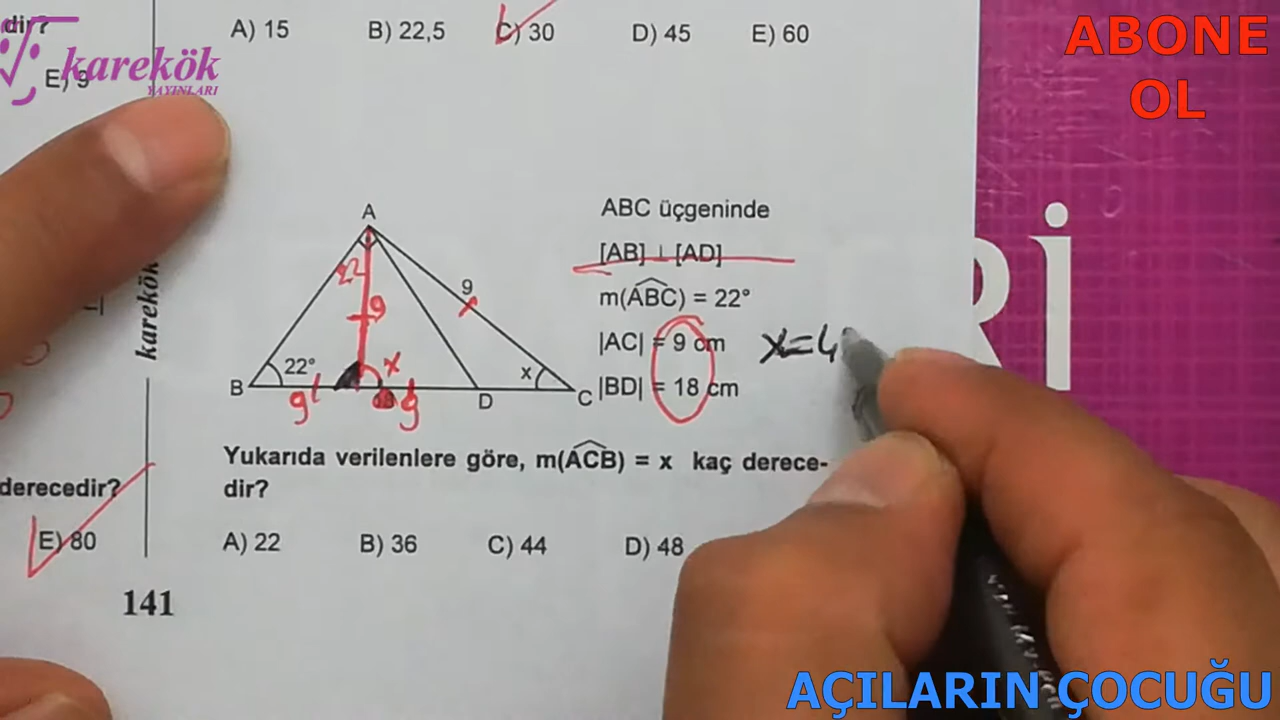 dir?
A) 15 B) 22,5 C) 30 D) 45 E) 60
ABONE
OL
karekök
YAYINLARI
E) 9
A
ABC üçgeninde
[AB] ⊥ [AD]
m(ABC) = 22°
|AC| = 9 cm
|BD| = 18 cm
x=4
22
9
9
x
22°
x
B
D
C
9
9
karekök
Rİ
Yukarıda verilenlere göre, m(ACB) = x kaç derece-
dir?
derecedir?
E) 80
A) 22 B) 36 C) 44 D) 48
141
AÇILARIN ÇOCUĞU